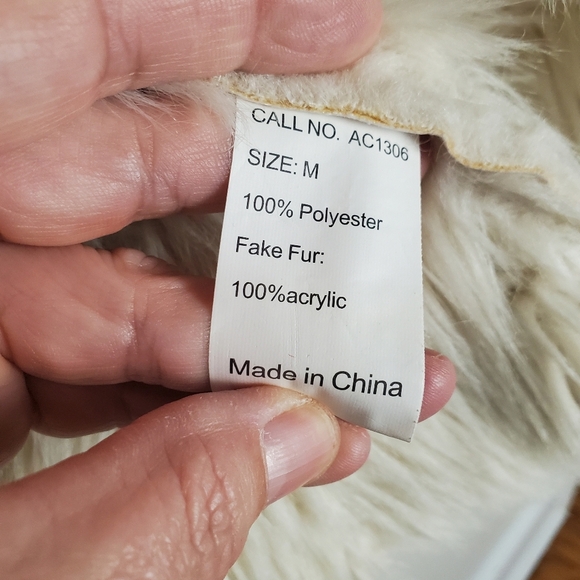 CALL NO. AC1306
SIZE: M
100% Polyester
Fake Fur:
100%acrylic
Made in China